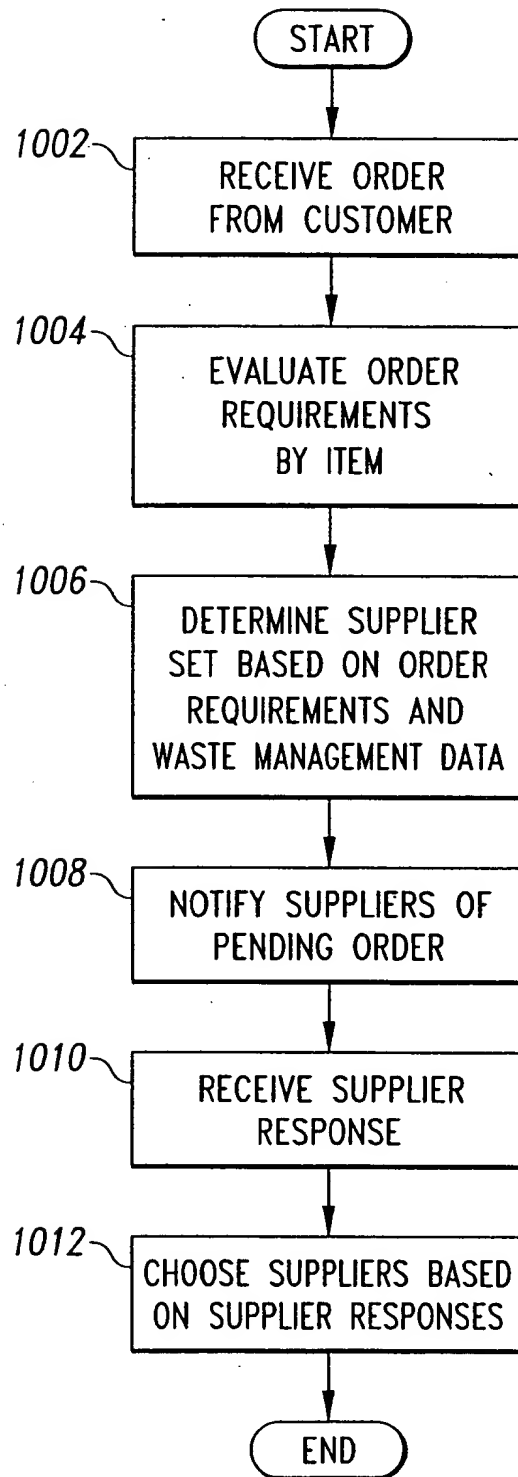 START
1002
RECEIVE ORDER
FROM CUSTOMER
1004
EVALUATE ORDER
REQUIREMENTS
BY ITEM
1006
DETERMINE SUPPLIER
SET BASED ON ORDER
REQUIREMENTS AND
WASTE MANAGEMENT DATA
1008
NOTIFY SUPPLIERS OF
PENDING ORDER
1010
RECEIVE SUPPLIER
RESPONSE
1012
CHOOSE SUPPLIERS BASED
ON SUPPLIER RESPONSES
END